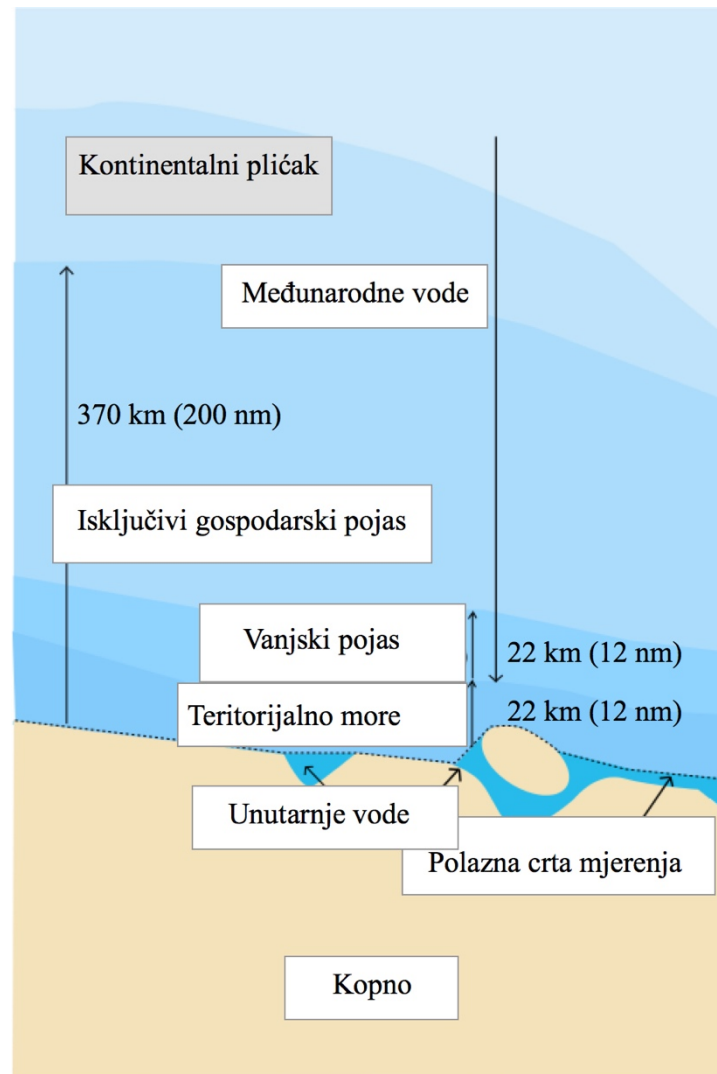 Kontinentalni plićak
Međunarodne vode
370 km (200 nm)
Isključivi gospodarski pojas
Vanjski pojas
22 km (12 nm)
Teritorijalno more
22 km (12 nm)
Unutarnje vode
Polazna crta mjerenja
Kopno